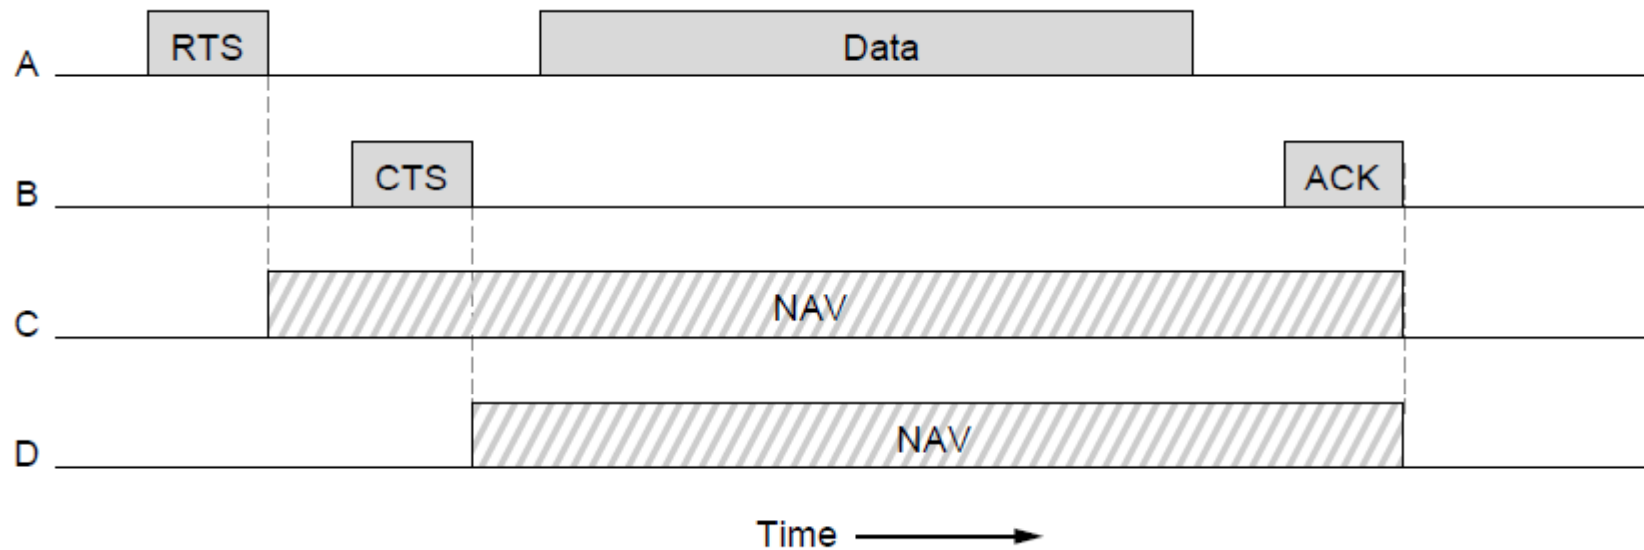 A RTS Data
B CTS ACK
C NAV
D NAV
Time